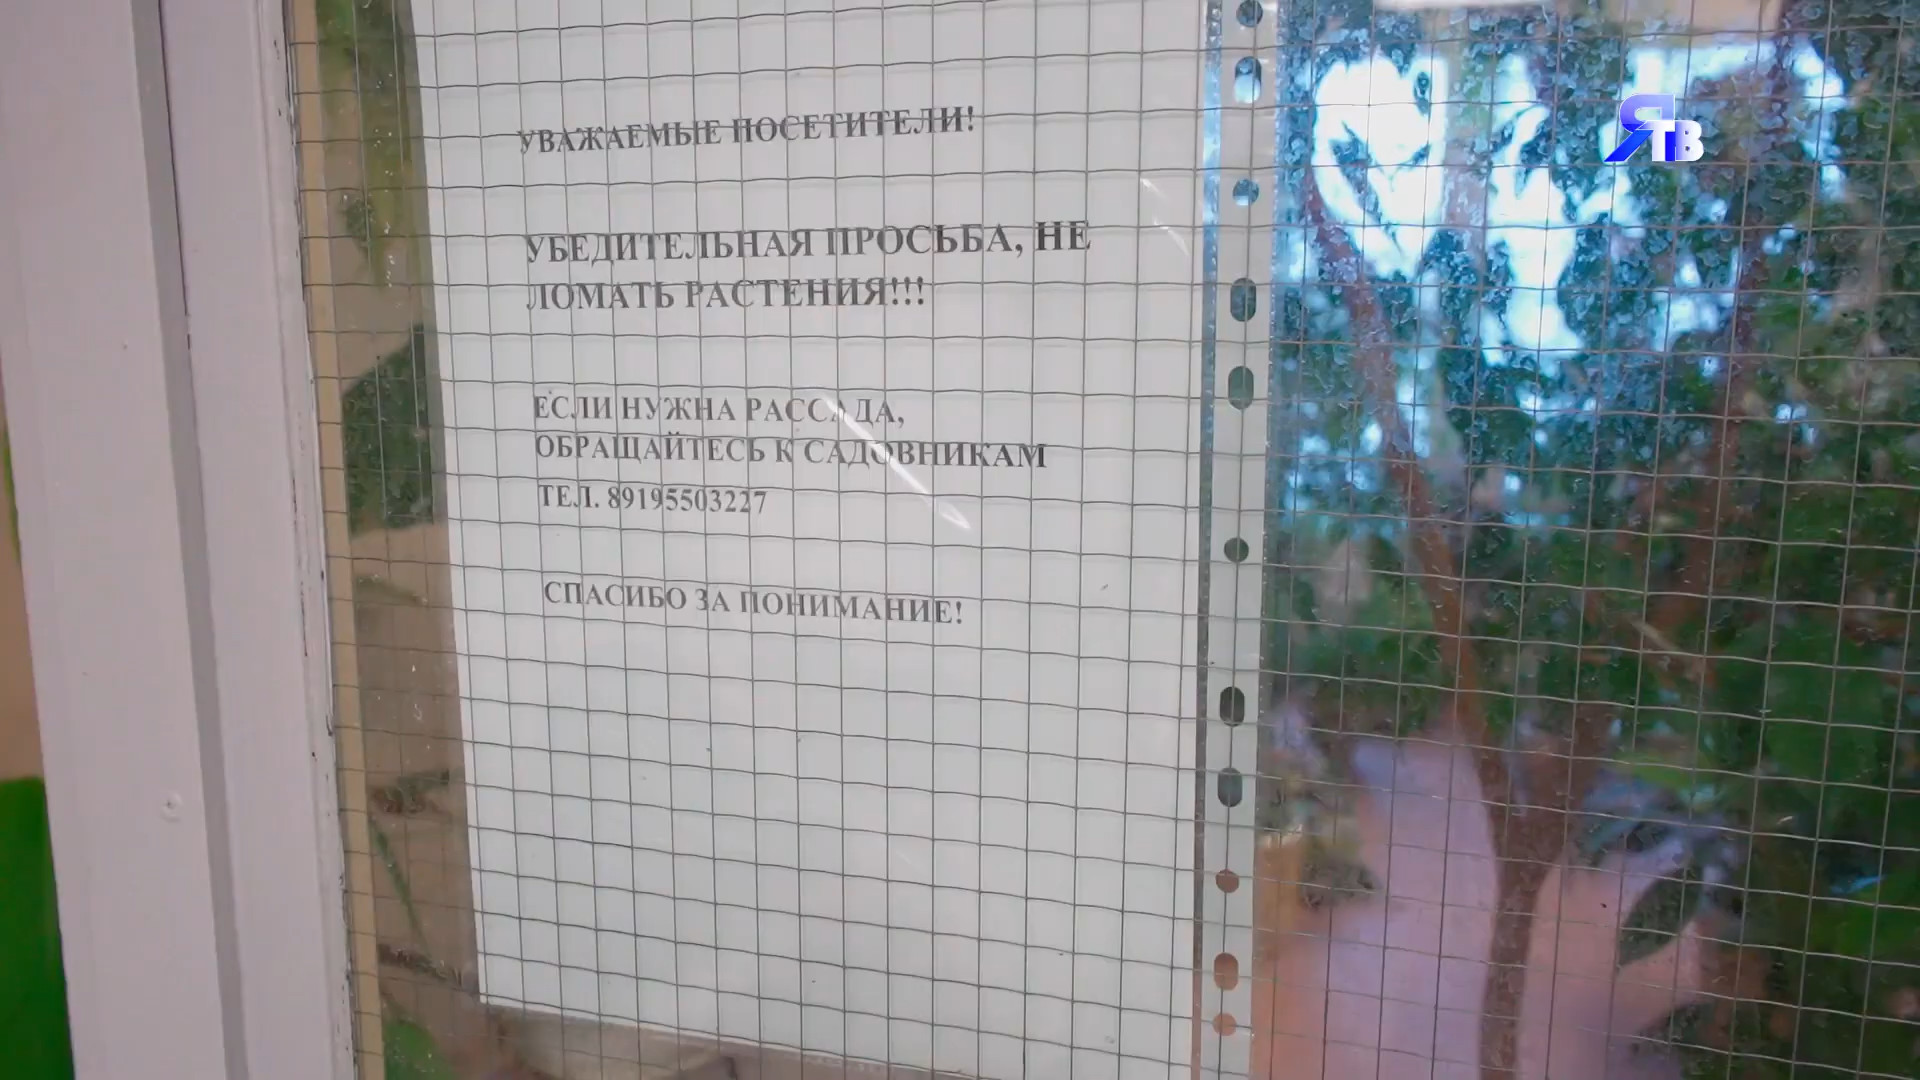 ЯТВ
УВАЖАЕМЫЕ ПОСЕТИТЕЛИ!
УБЕДИТЕЛЬНАЯ ПРОСЬБА, НЕ
ЛОМАТЬ РАСТЕНИЯ!!!
ЕСЛИ НУЖНА РАССАДА,
ОБРАЩАЙТЕСЬ К САДОВНИКАМ
ТЕЛ. 89195503227
СПАСИБО ЗА ПОНИМАНИЕ!